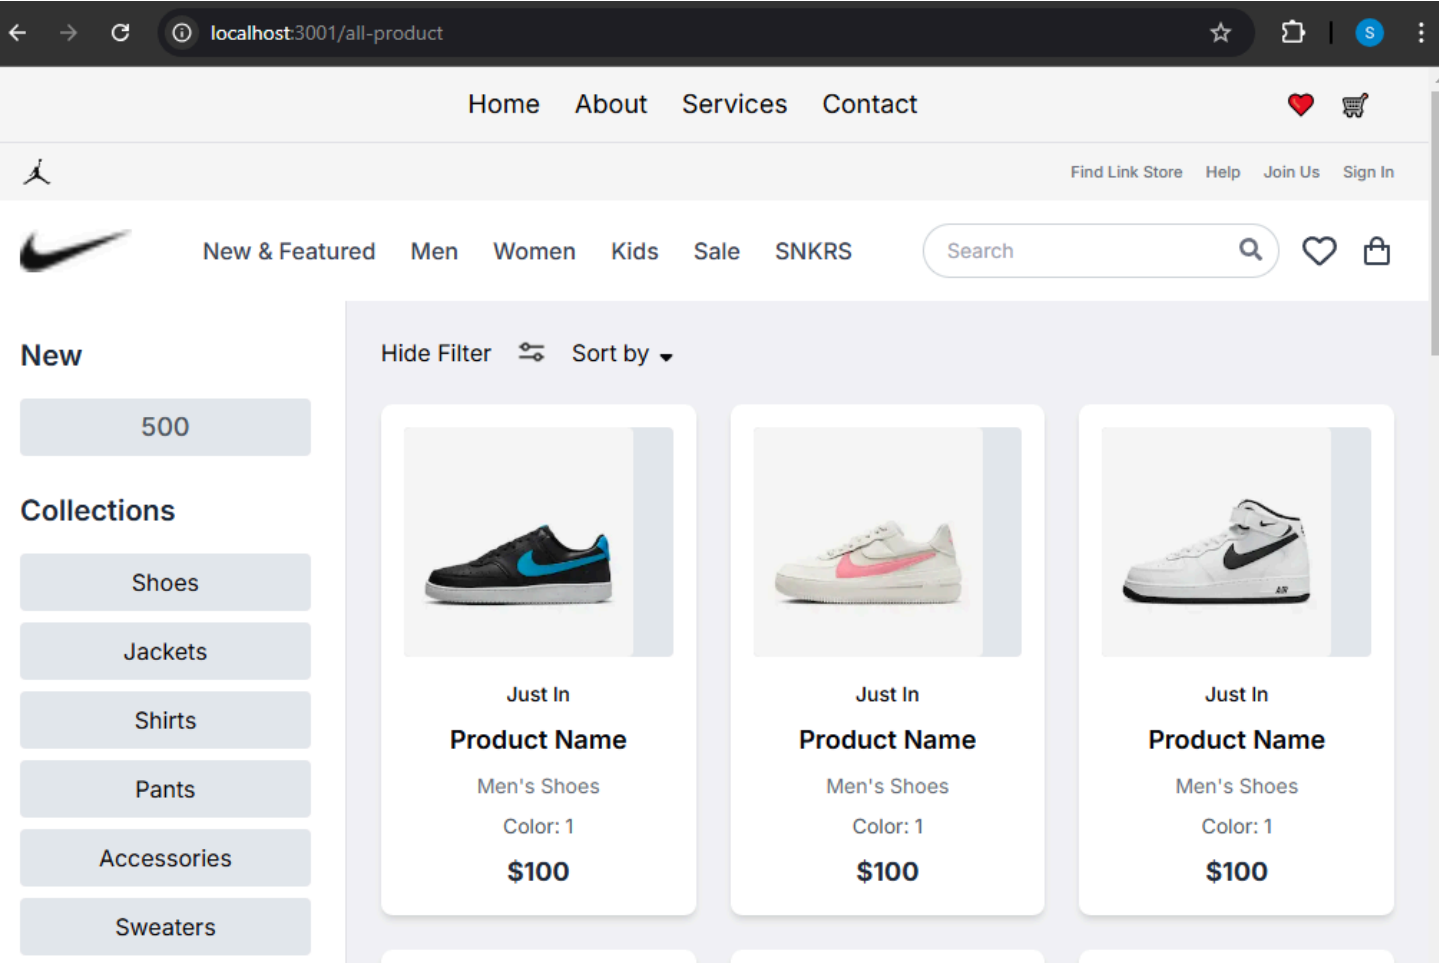 localhost:3001/all-product
S
Home About Services Contact
Find Link Store Help Join Us Sign In
New & Featured Men Women Kids Sale SNKRS Search
New
500
Collections
Shoes
Jackets
Shirts
Pants
Accessories
Sweaters
Hide Filter Sort by
Just In
Product Name
Men's Shoes
Color: 1
$100
Just In
Product Name
Men's Shoes
Color: 1
$100
AIR
Just In
Product Name
Men's Shoes
Color: 1
$100